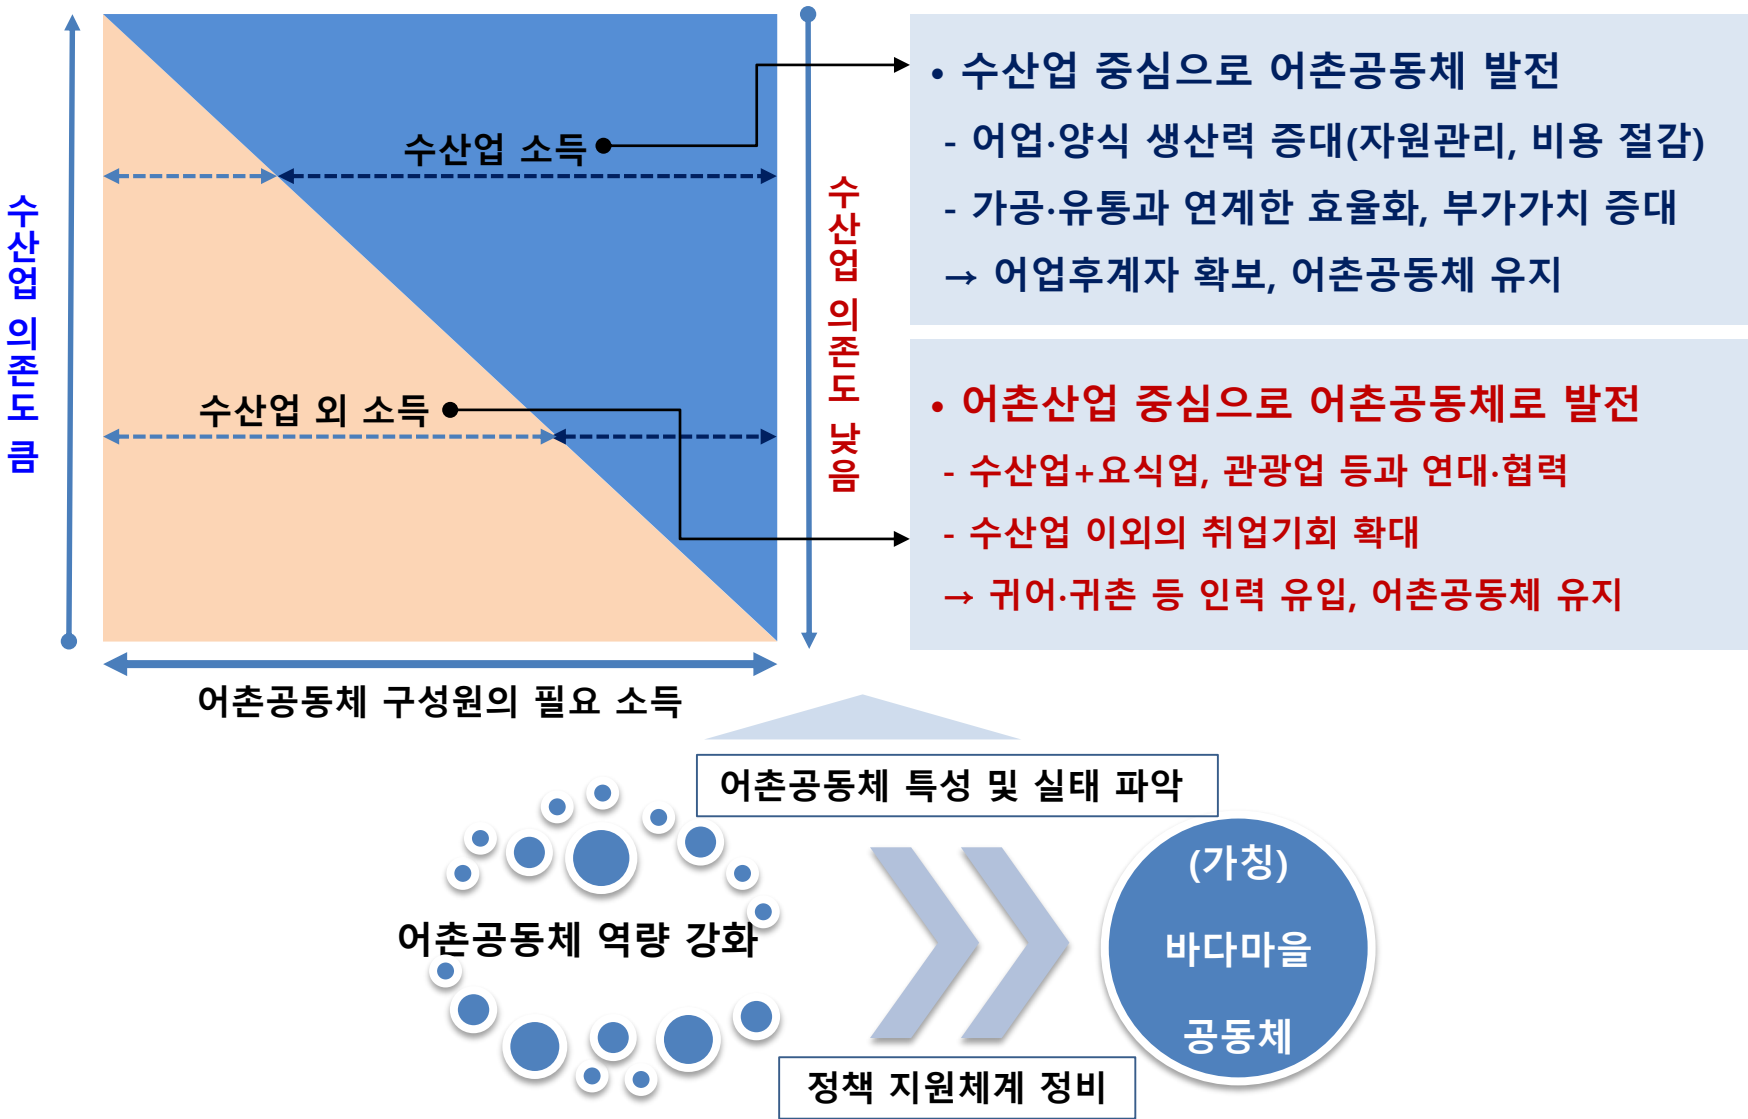 수산업 의존도 큼
수산업 소득
수산업 외 소득
수산업 의존도 낮음
어촌공동체 구성원의 필요 소득
• 수산업 중심으로 어촌공동체 발전
- 어업·양식 생산력 증대(자원관리, 비용 절감)
- 가공·유통과 연계한 효율화, 부가가치 증대
→ 어업후계자 확보, 어촌공동체 유지
• 어촌산업 중심으로 어촌공동체로 발전
- 수산업+요식업, 관광업 등과 연대·협력
- 수산업 이외의 취업기회 확대
→ 귀어·귀촌 등 인력 유입, 어촌공동체 유지
어촌공동체 특성 및 실태 파악
어촌공동체 역량 강화
(가칭)
바다마을
공동체
정책 지원체계 정비